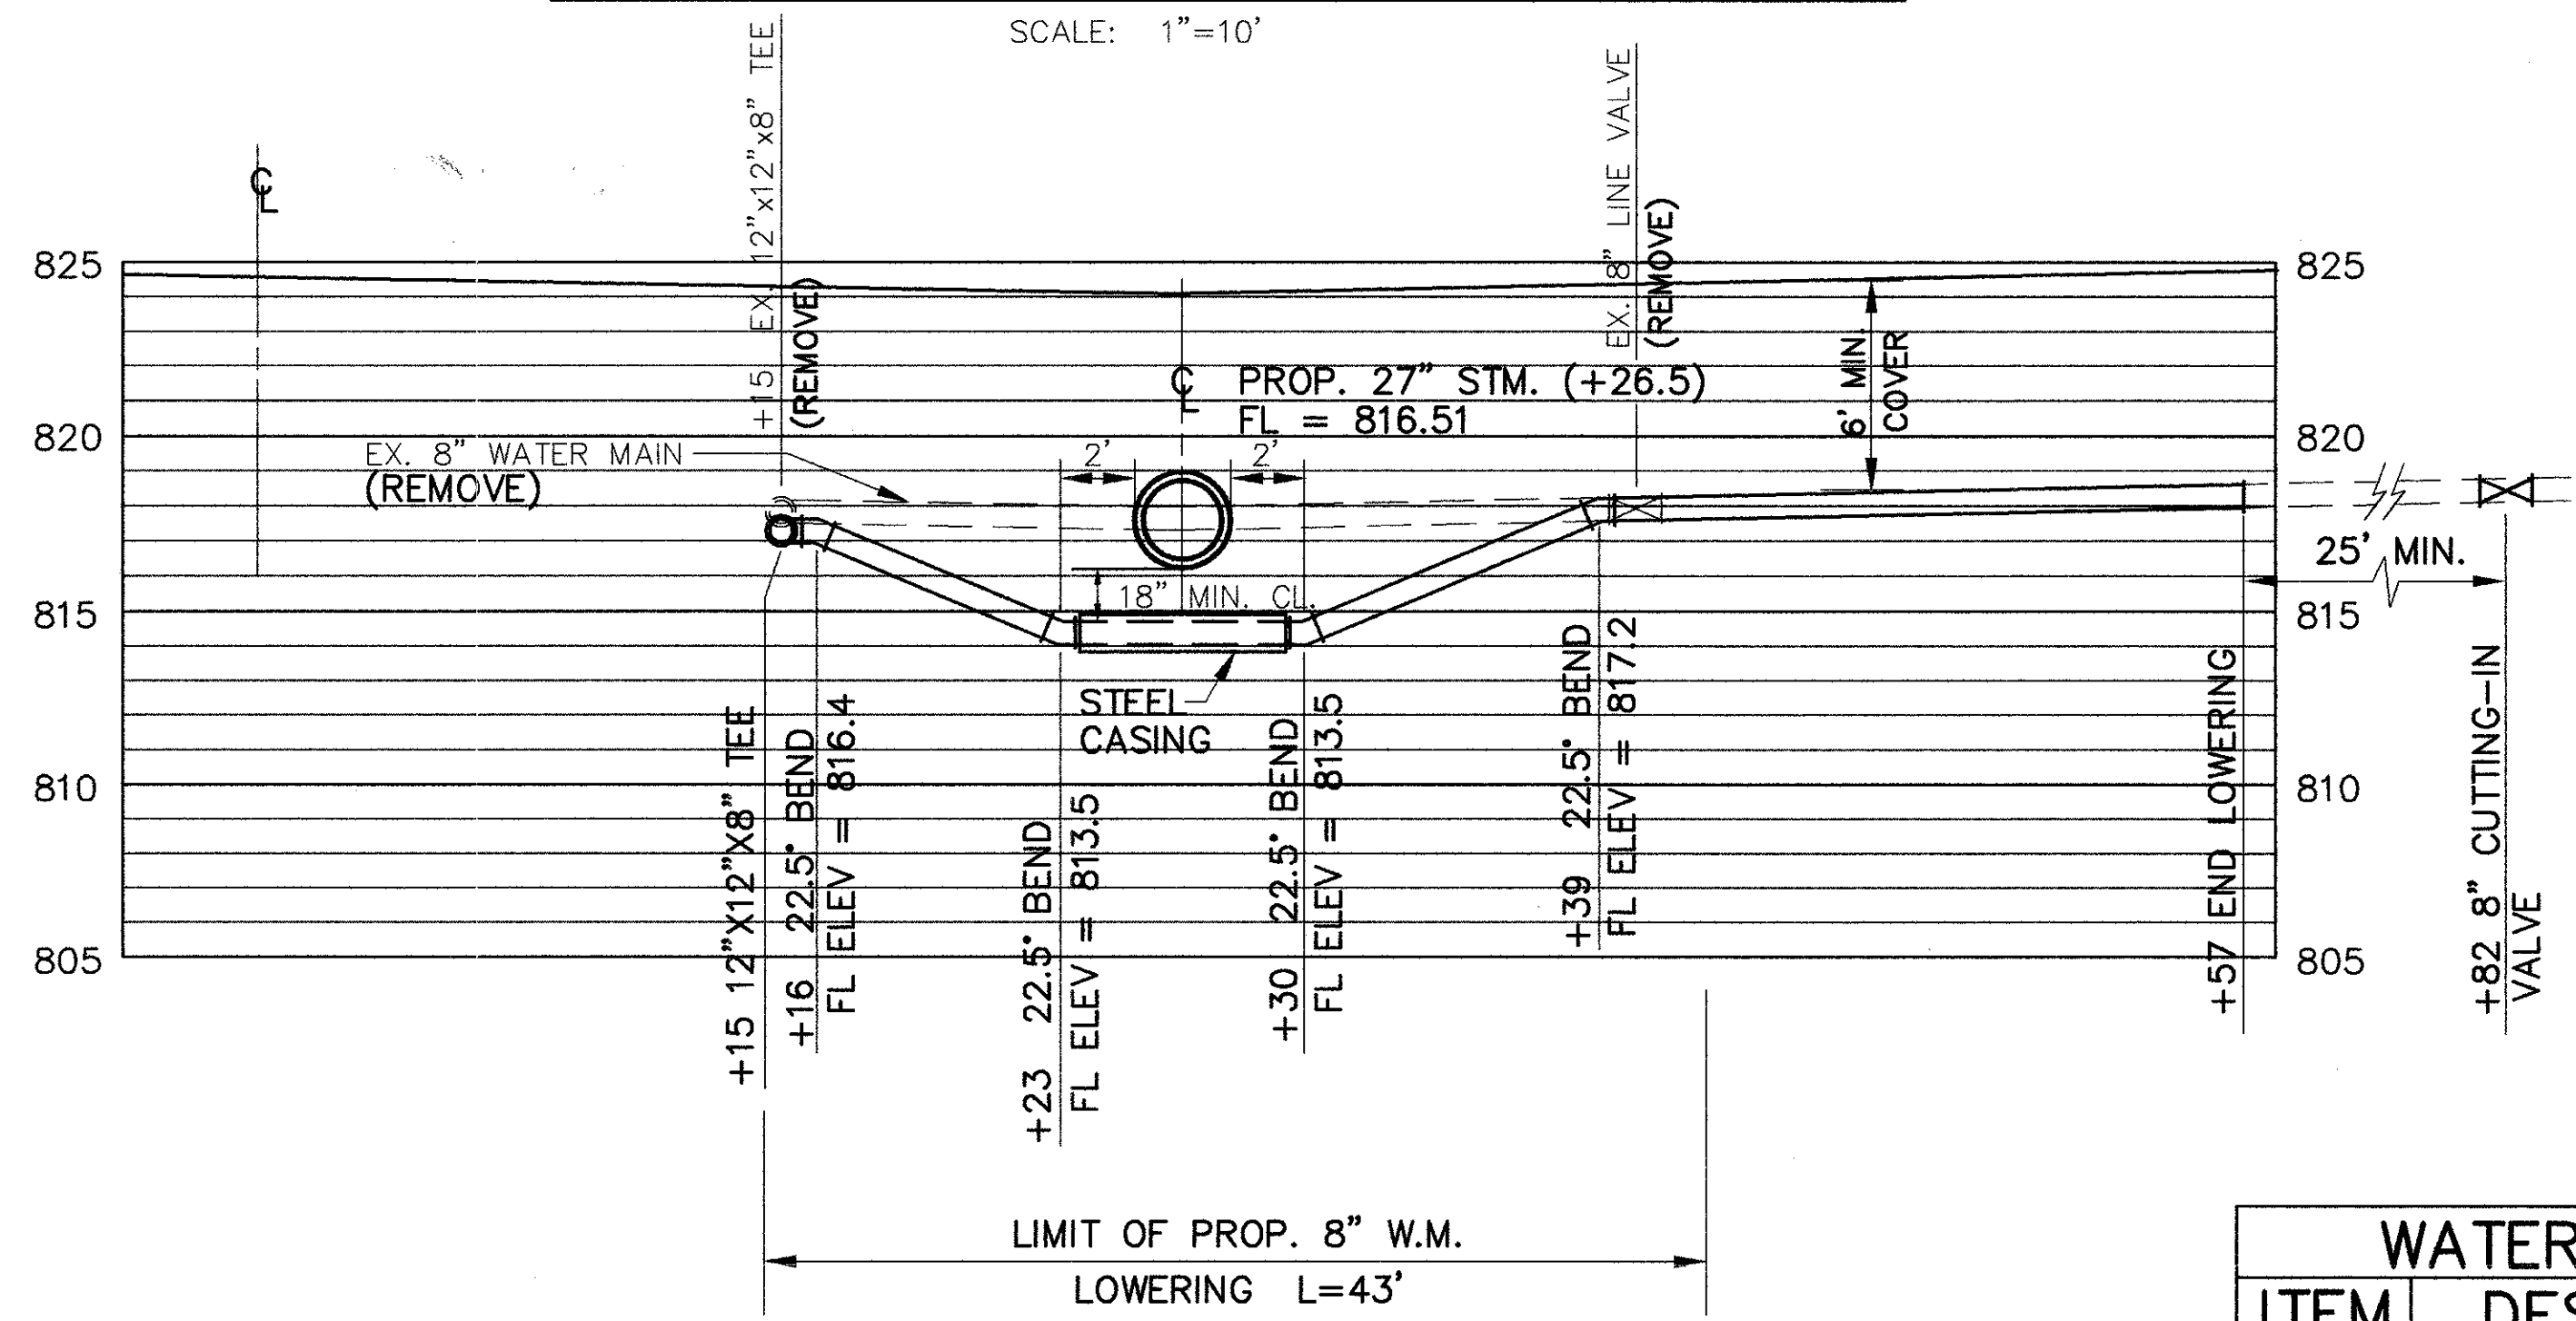 SCALE: 1"=10'
+15 EX. 12"x12"x8" TEE
(REMOVE)
EX. 8" LINE VALVE
(REMOVE)
CL
825
825
6' MIN.
COVER
CL PROP. 27" STM. (+26.5)
FL = 816.51
820
820
EX. 8" WATER MAIN
(REMOVE)
2'
2'
25' MIN.
18" MIN. CL.
815
815
STEEL
CASING
810
810
805
805
+15 12"X12"X8" TEE
+16 22.5° BEND
FL ELEV = 816.4
+23 22.5° BEND
FL ELEV = 813.5
+30 22.5° BEND
FL ELEV = 813.5
+39 22.5° BEND
FL ELEV = 817.2
+57 END LOWERING
+82 8" CUTTING-IN
VALVE
LIMIT OF PROP. 8" W.M.
LOWERING L=43'
WATER
ITEM DES